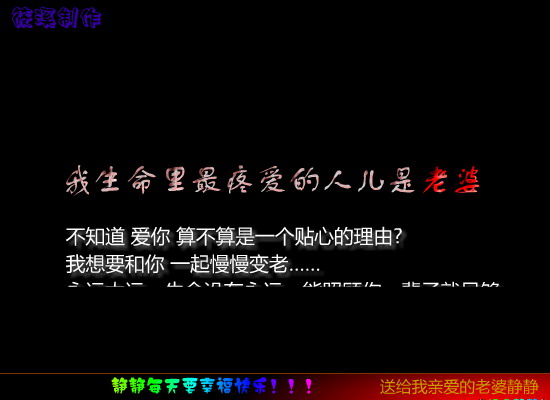 筱溪制作
我生命里最疼爱的人儿是老婆
不知道 爱你 算不算是一个贴心的理由?
我想要和你 一起慢慢变老......
静静每天要幸福快乐！！！
送给我亲爱的老婆静静